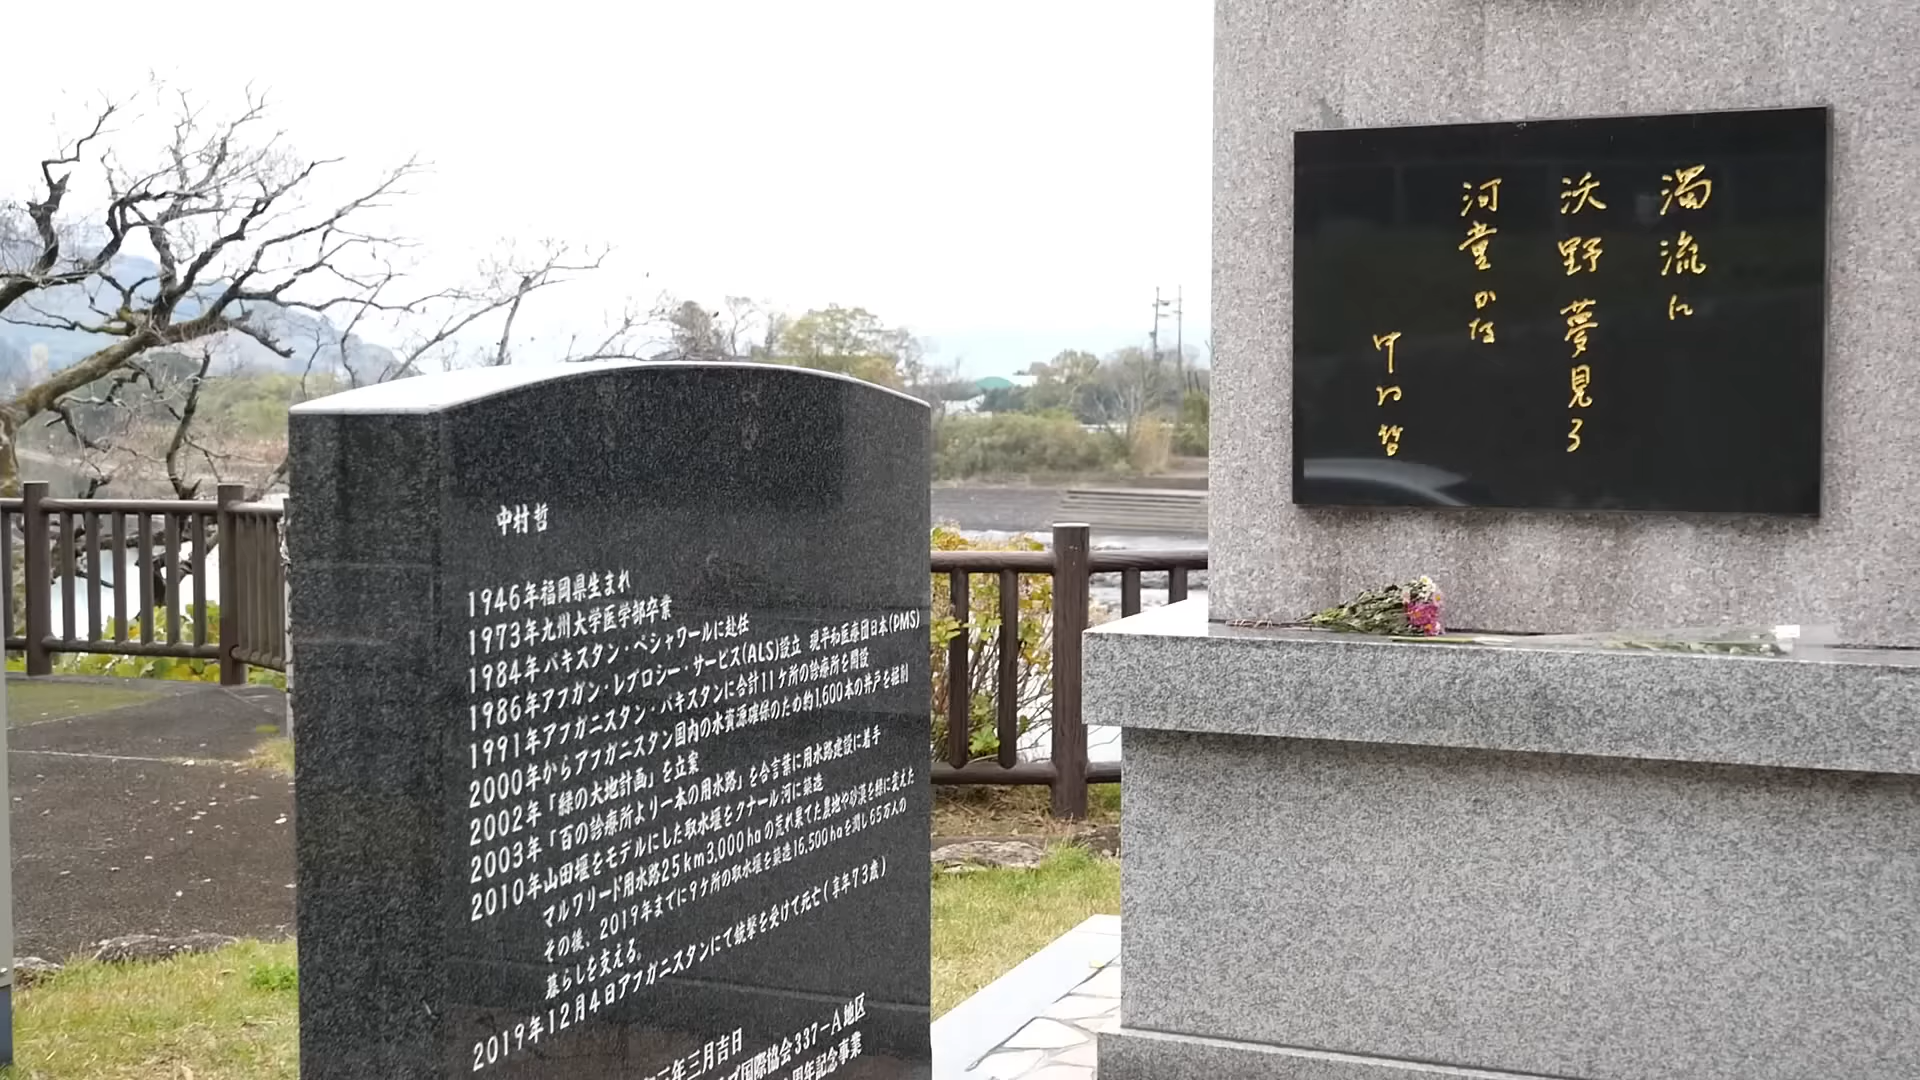 中村哲
1946年福岡県生まれ
1973年九州大学医学部卒業
1984年パキスタン・ペシャワールに赴任
1986年アフガン・レプロシー・サービス(ALS)設立 現平和医療団日本(PMS)
1991年アフガニスタン・パキスタンに合計11ヶ所の診療所を開設
2000年からアフガニスタン国内の水資源確保のため約1,600本の井戸を掘削
2002年「緑の大地計画」を立案
2003年「百の診療所より一本の用水路」を合言葉に用水路建設に着手
2010年山田堰をモデルにした取水堰をクナール河に築造
マルワリード用水路25km3,000haの荒れ果てた農地や砂漠を緑に変えた
その後、2019年までに9ヶ所の取水堰を築造16,500haを潤し65万人の
暮らしを支える。
2019年12月4日アフガニスタンにて銃撃を受けて死亡(享年73歳)
年三月吉日
国際協会337-A地区
周年記念事業
濁流に
沃野夢見る
河童かな
中村哲